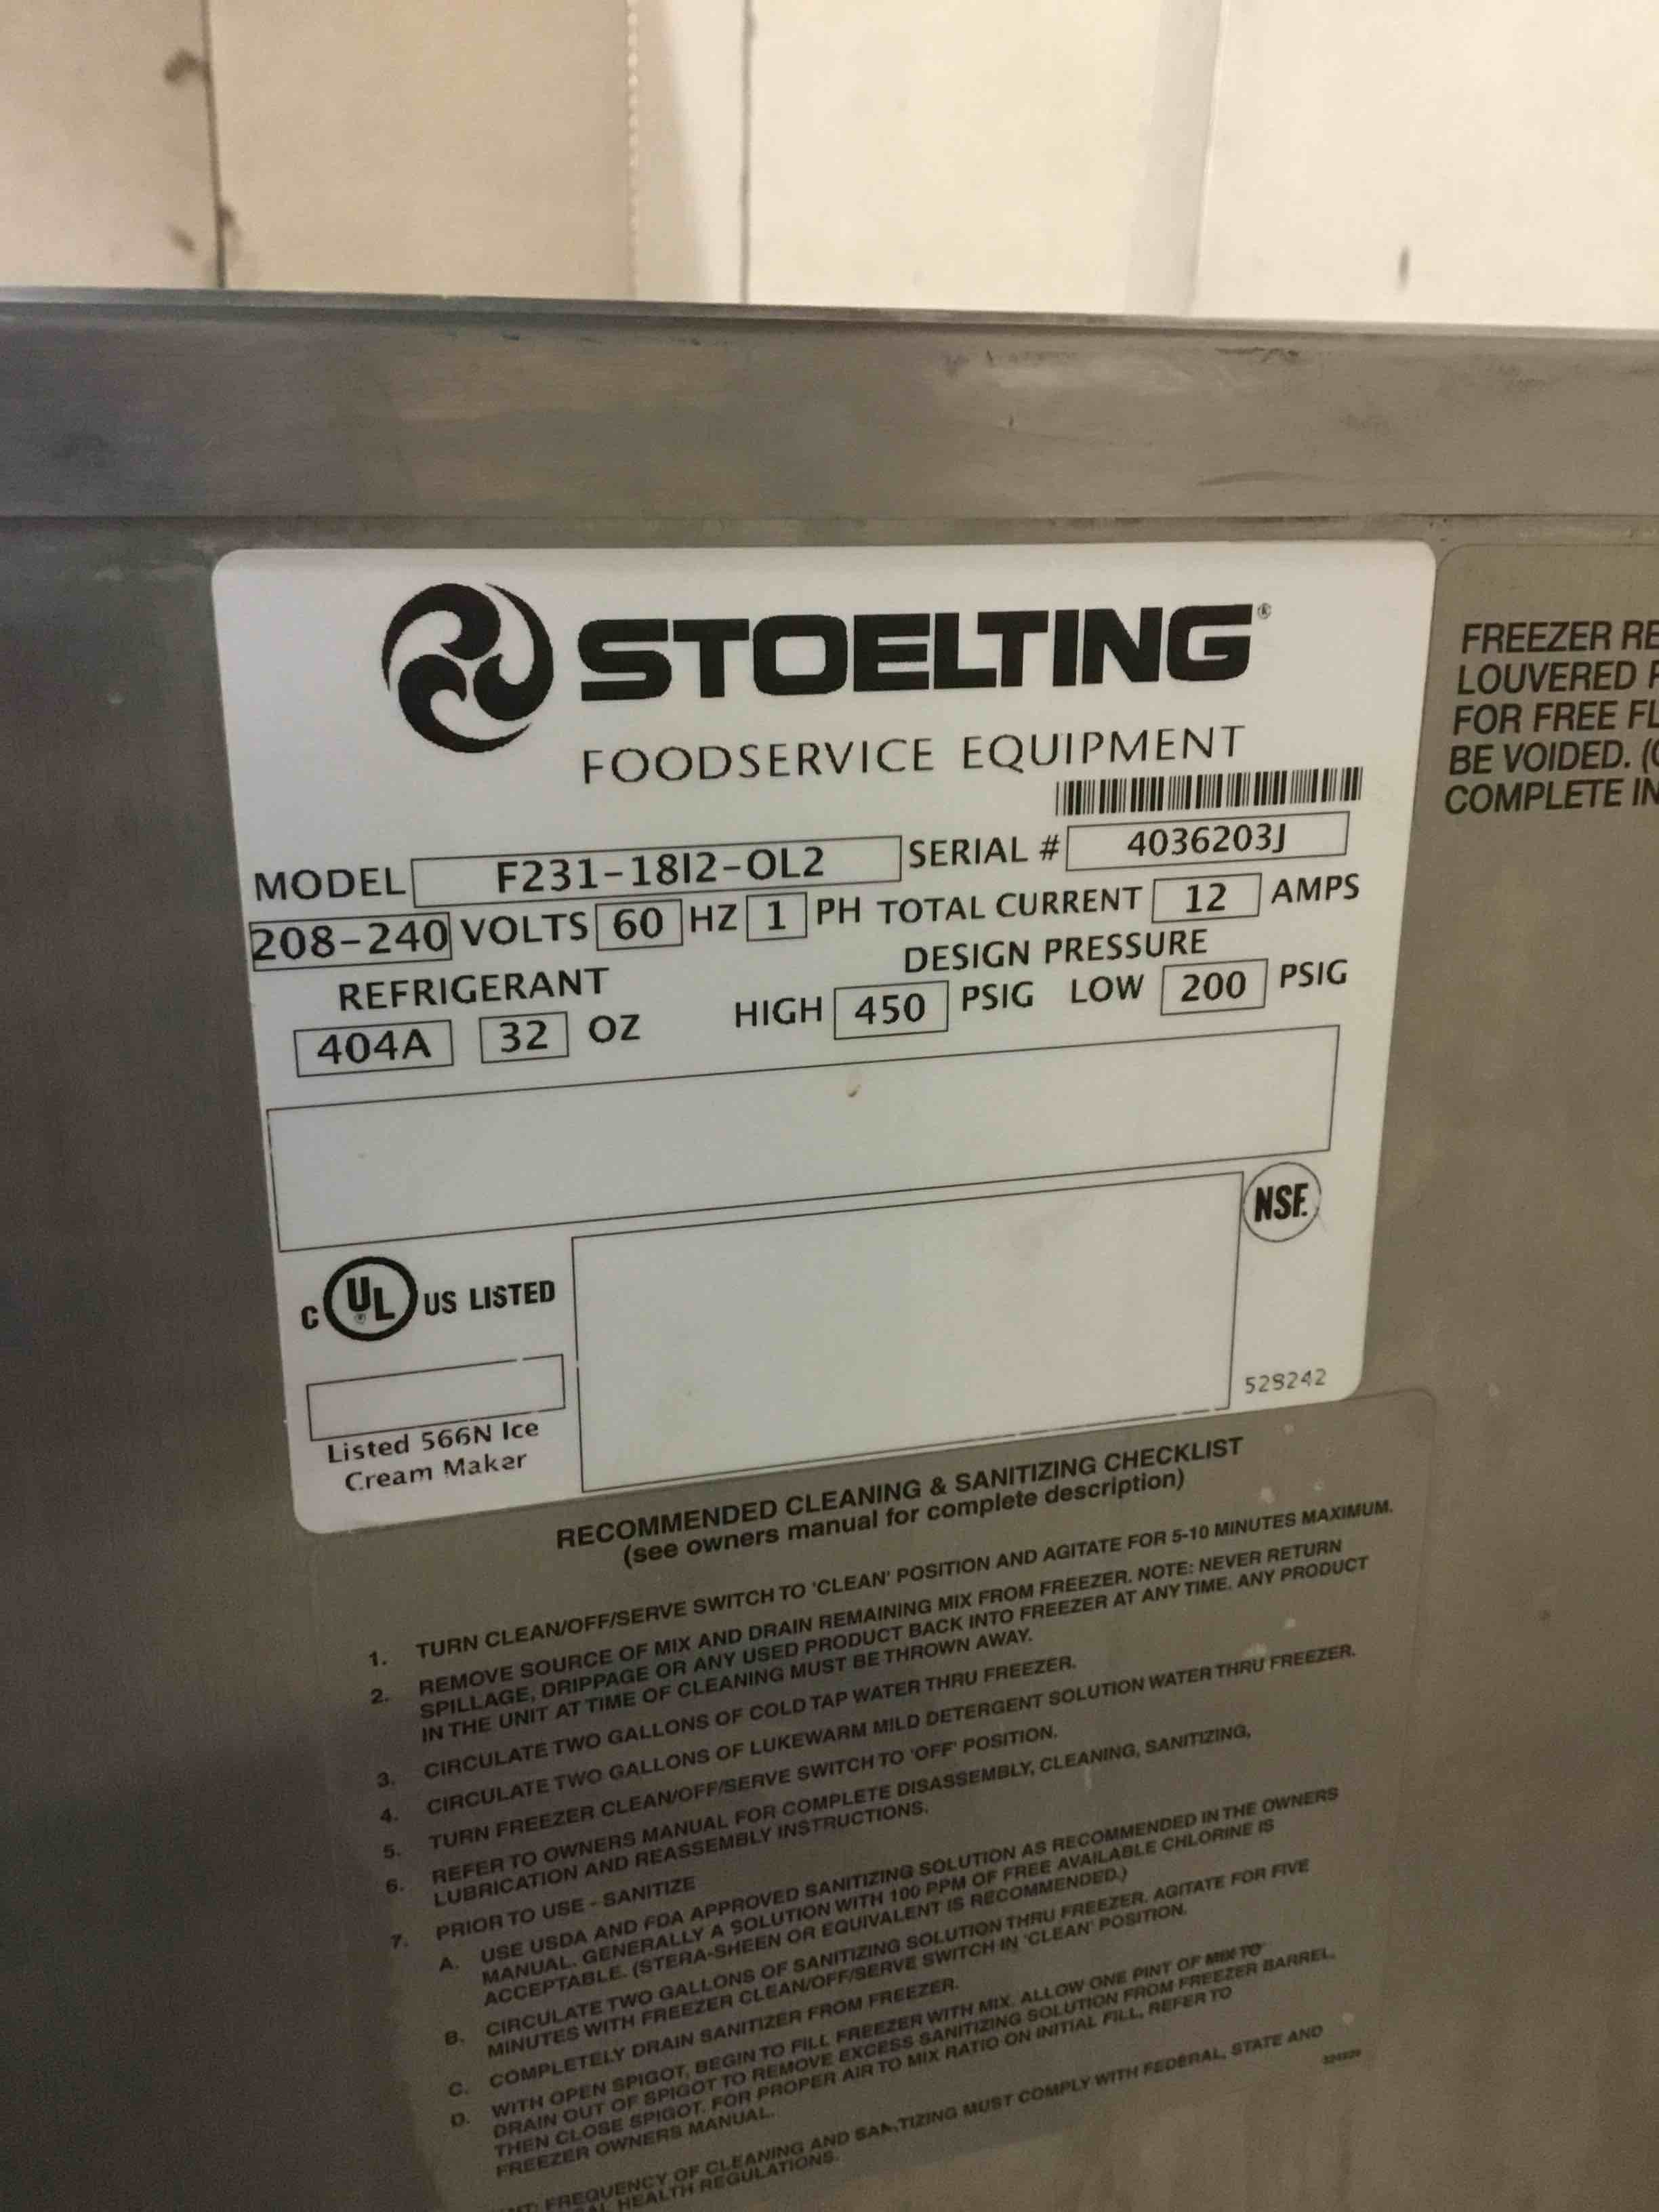 STOELTING®
FOODSERVICE EQUIPMENT
MODEL F231-18I2-OL2 SERIAL # 4036203J
208-240 VOLTS 60 HZ 1 PH TOTAL CURRENT 12 AMPS
REFRIGERANT DESIGN PRESSURE
404A 32 OZ HIGH 450 PSIG LOW 200 PSIG
NSF.
C UL® US LISTED
528242
Listed 566N Ice
Cream Maker
FREEZER RE
LOUVERED
FOR FREE FL
BE VOIDED. (
COMPLETE IN
RECOMMENDED CLEANING & SANITIZING CHECKLIST
(see owners manual for complete description)
1. TURN CLEAN/OFF/SERVE SWITCH TO 'CLEAN' POSITION AND AGITATE FOR 5-10 MINUTES MAXIMUM.
2. REMOVE SOURCE OF MIX AND DRAIN REMAINING MIX FROM FREEZER. NOTE: NEVER RETURN
SPILLAGE, DRIPPAGE OR ANY USED PRODUCT BACK INTO FREEZER AT ANY TIME. ANY PRODUCT
IN THE UNIT AT TIME OF CLEANING MUST BE THROWN AWAY.
3. CIRCULATE TWO GALLONS OF COLD TAP WATER THRU FREEZER.
4. CIRCULATE TWO GALLONS OF LUKEWARM MILD DETERGENT SOLUTION WATER THRU FREEZER.
5. TURN FREEZER CLEAN/OFF/SERVE SWITCH TO 'OFF' POSITION.
6. REFER TO OWNERS MANUAL FOR COMPLETE DISASSEMBLY, CLEANING, SANITIZING,
LUBRICATION AND REASSEMBLY INSTRUCTIONS.
7. PRIOR TO USE - SANITIZE
A. USE USDA AND FDA APPROVED SANITIZING SOLUTION AS RECOMMENDED IN THE OWNERS
MANUAL. GENERALLY A SOLUTION WITH 100 PPM OF FREE AVAILABLE CHLORINE IS
ACCEPTABLE. (STERA-SHEEN OR EQUIVALENT IS RECOMMENDED.)
B. CIRCULATE TWO GALLONS OF SANITIZING SOLUTION THRU FREEZER. AGITATE FOR FIVE
MINUTES WITH FREEZER CLEAN/OFF/SERVE SWITCH IN 'CLEAN' POSITION.
C. COMPLETELY DRAIN SANITIZER FROM FREEZER.
D. WITH OPEN SPIGOT, BEGIN TO FILL FREEZER WITH MIX. ALLOW ONE PINT OF MIX TO
DRAIN OUT OF SPIGOT TO REMOVE EXCESS SANITIZING SOLUTION FROM FREEZER BARREL,
THEN CLOSE SPIGOT. FOR PROPER AIR TO MIX RATIO ON INITIAL FILL, REFER TO
FREEZER OWNERS MANUAL.
FREQUENCY OF CLEANING AND SANITIZING MUST COMPLY WITH FEDERAL, STATE AND
HEALTH REGULATIONS.